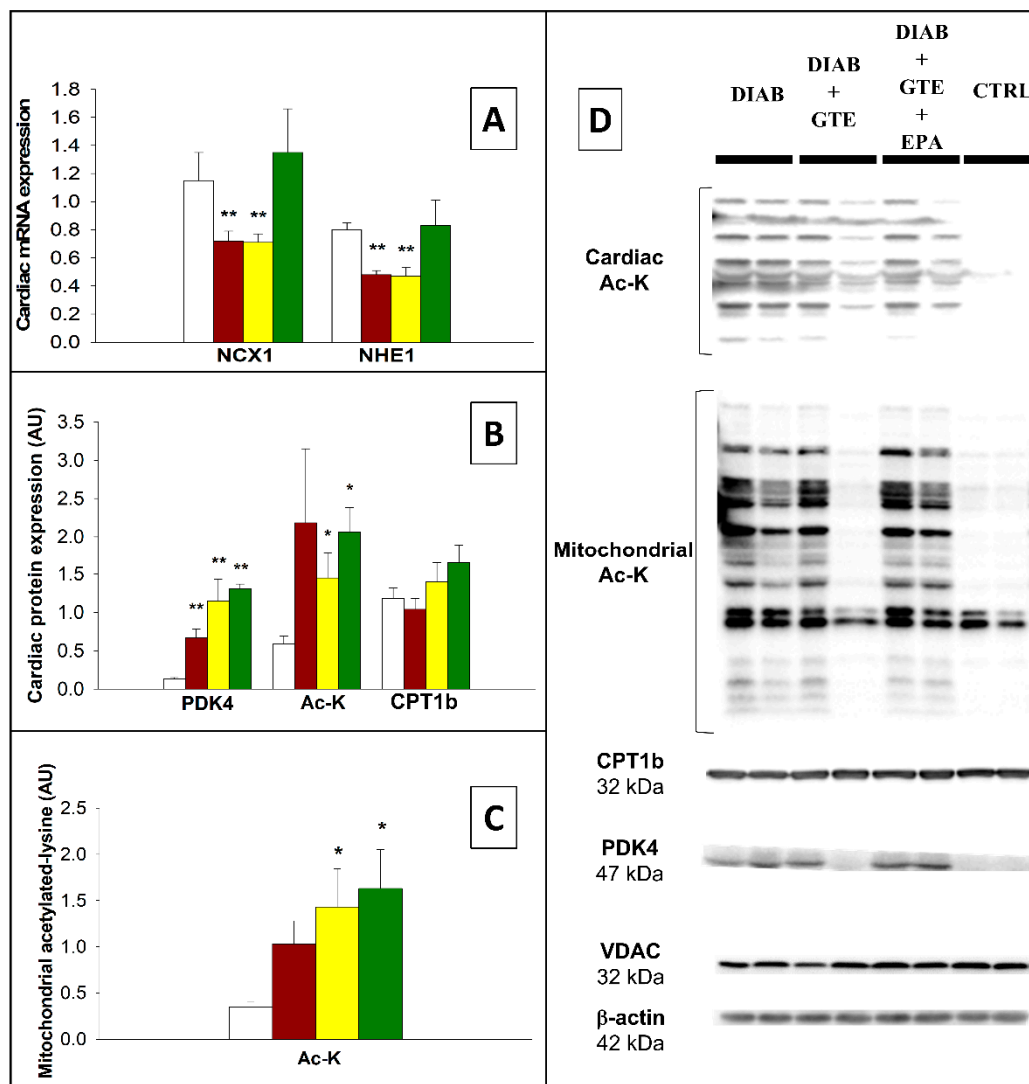 A
Cardiac mRNA expression
1.8
1.6
1.4
1.2
1.0
0.8
0.6
0.4
0.2
0.0
**
**
**
**
NCX1
NHE1
B
Cardiac protein expression (AU)
3.5
3.0
2.5
2.0
1.5
1.0
0.5
0.0
**
**
**
*
*
PDK4
Ac-K
CPT1b
C
Mitochondrial acetylated-lysine (AU)
2.5
2.0
1.5
1.0
0.5
0.0
*
*
Ac-K
D
DIAB
DIAB
+
GTE
DIAB
+
GTE
+
EPA
CTRL
Cardiac
Ac-K
Mitochondrial
Ac-K
CPT1b
32 kDa
PDK4
47 kDa
VDAC
32 kDa
β-actin
42 kDa